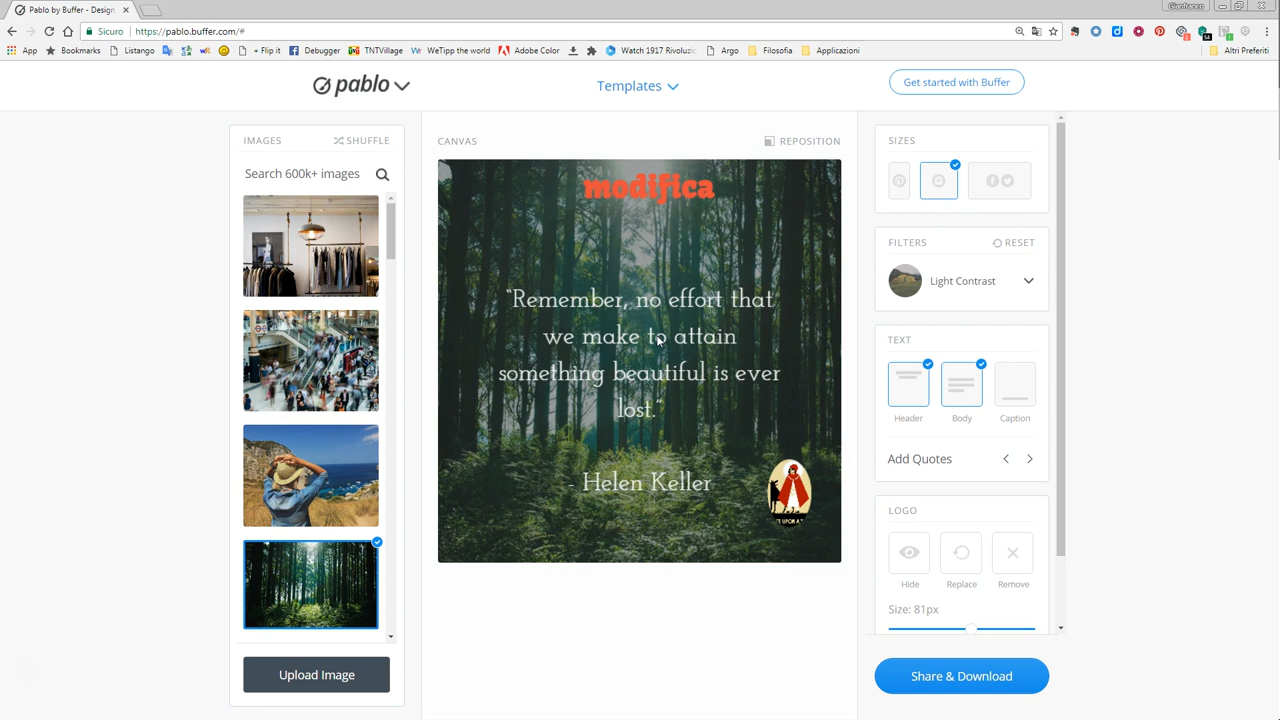 Pablo by Buffer - Design
Gianfranco
Sicuro
https://pablo.buffer.com/#
App
Bookmarks
Listango
+ Flip it
Debugger
TNTVillage
WeTipp the world
Adobe Color
Watch 1917 Rivoluzi
Argo
Filosofia
Applicazioni
Altri Preferiti
pablo
Templates
Get started with Buffer
IMAGES
SHUFFLE
Search 600k+ images
Upload Image
CANVAS
REPOSITION
modifica
“Remember, no effort that
we make to attain
something beautiful is ever
lost.”
- Helen Keller
SIZES
FILTERS
RESET
Light Contrast
TEXT
Header
Body
Caption
Add Quotes
LOGO
Hide
Replace
Remove
Size: 81px
Share & Download